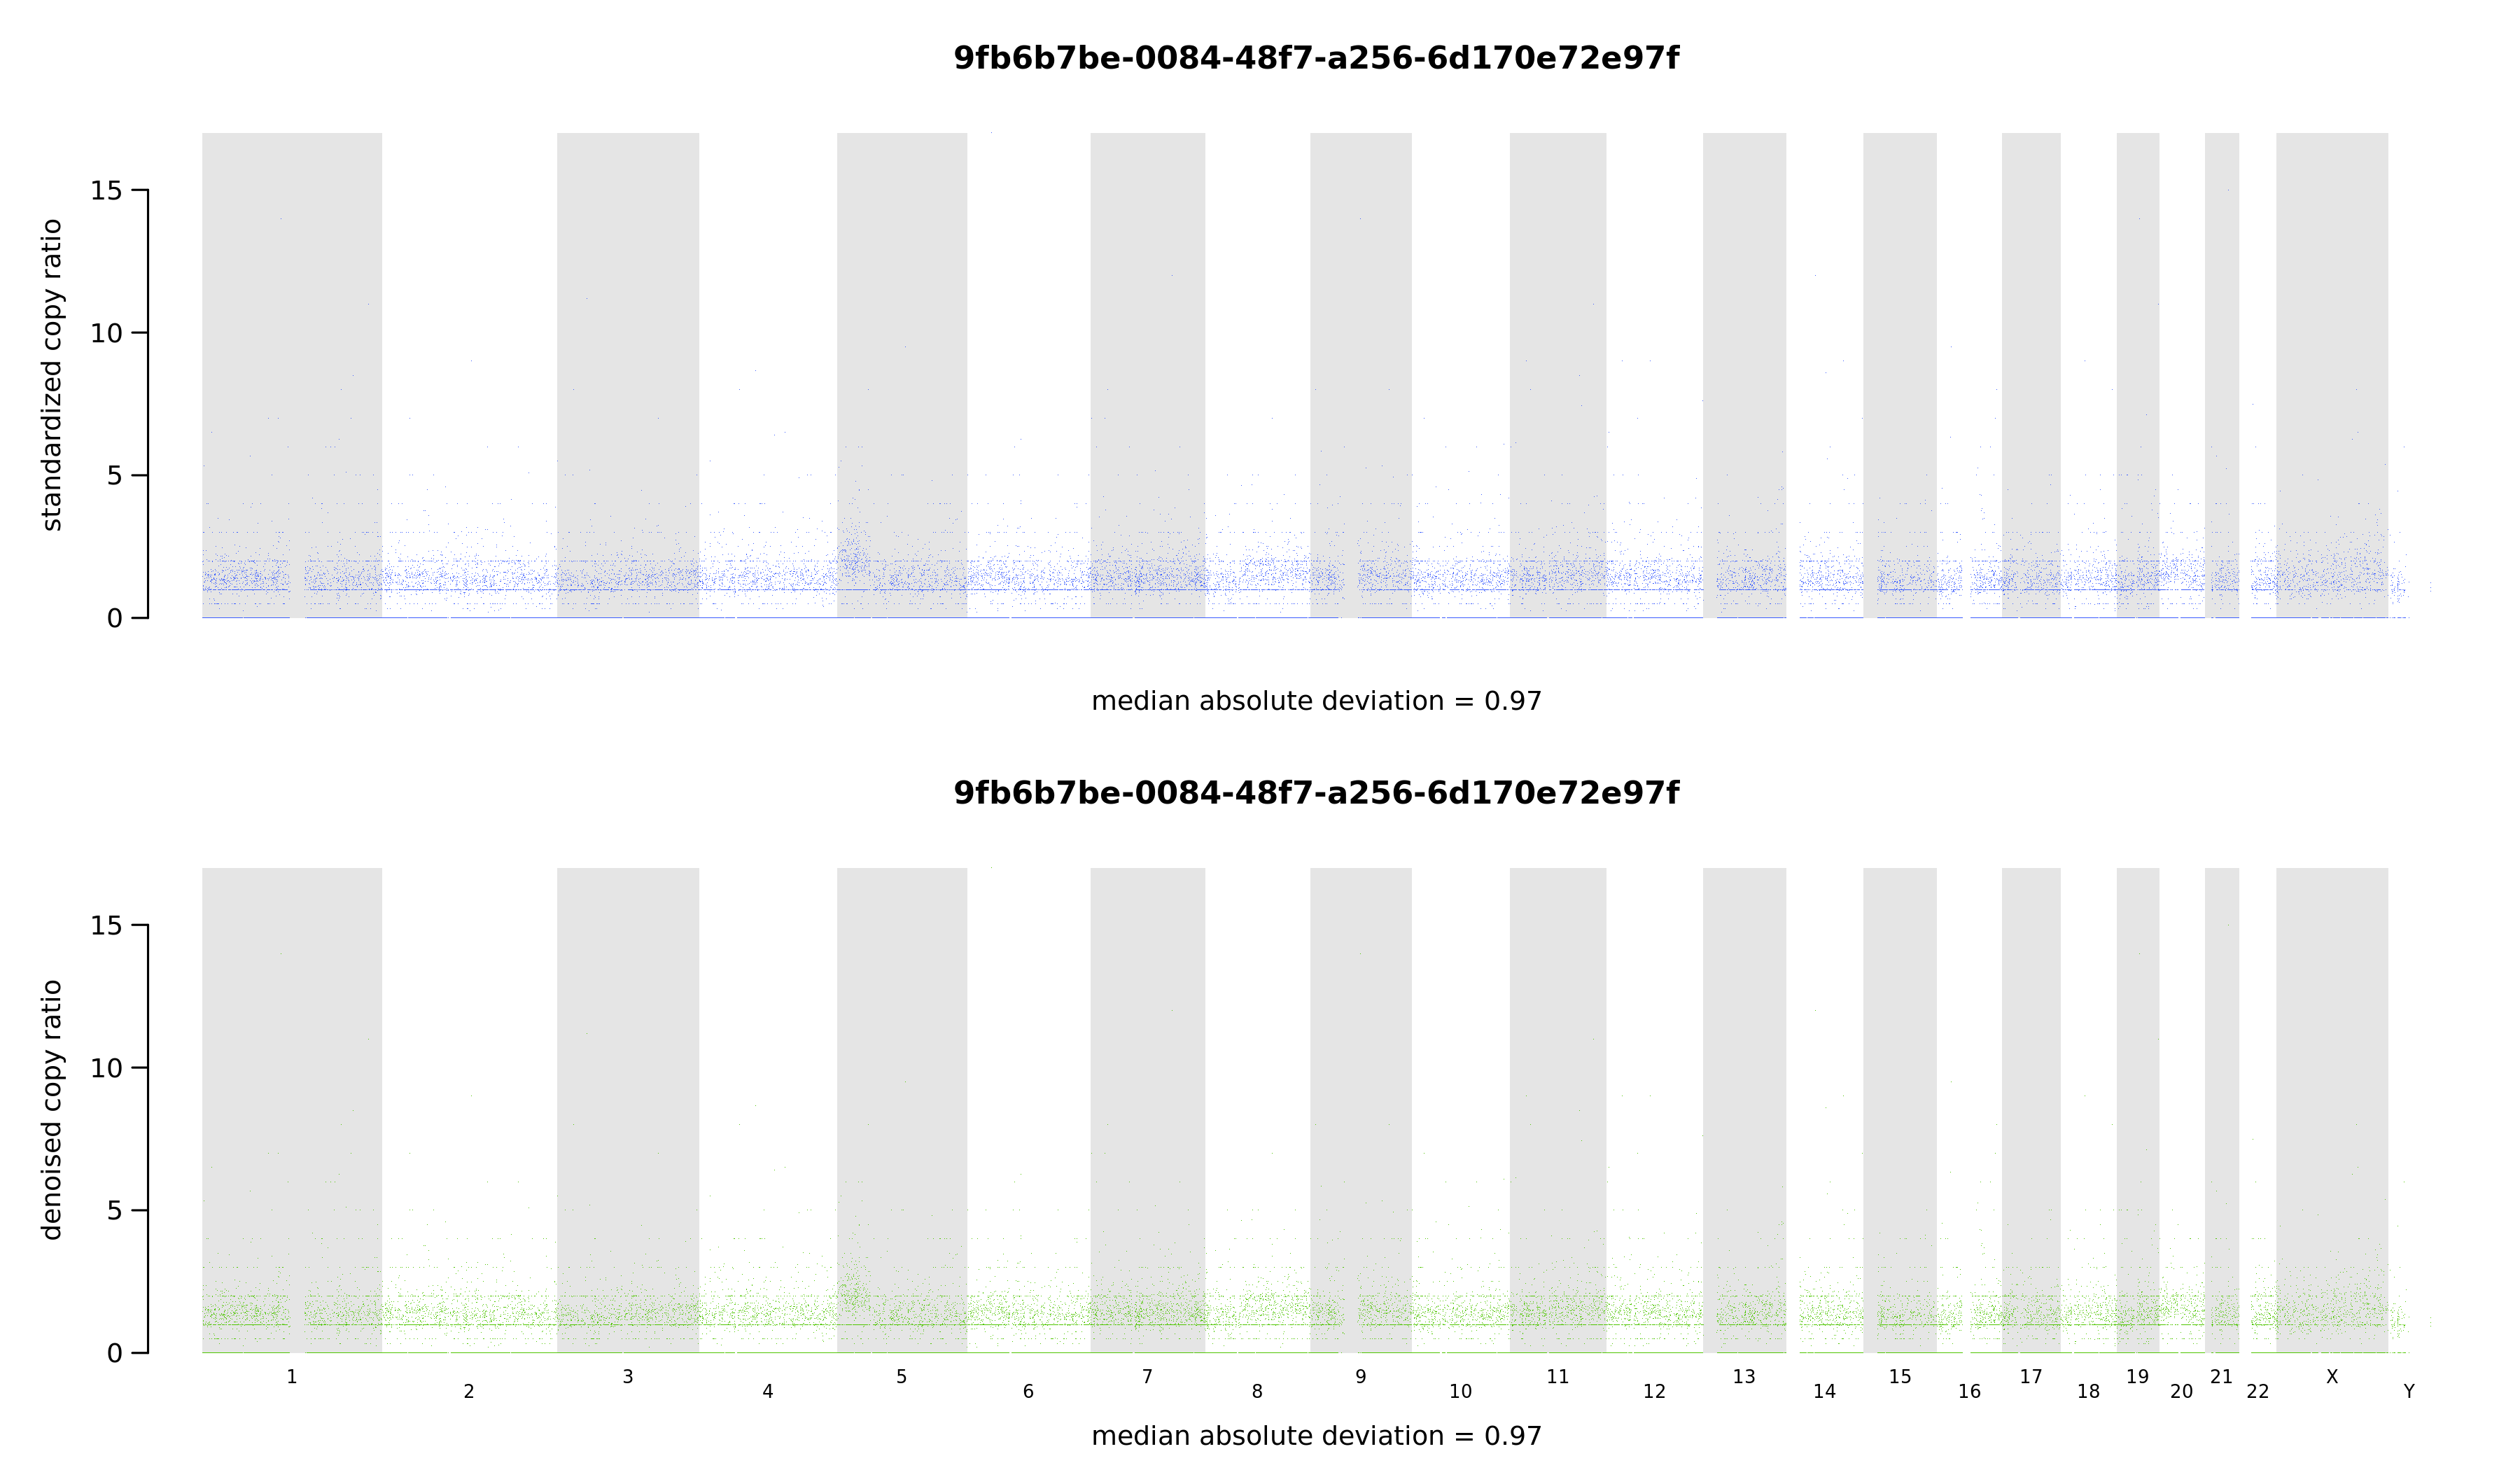 9fb6b7be-0084-48f7-a256-6d170e72e97f
standardized copy ratio
15
10
5
0
median absolute deviation = 0.97
9fb6b7be-0084-48f7-a256-6d170e72e97f
denoised copy ratio
15
10
5
0
1 2 3 4 5 6 7 8 9 10 11 12 13 14 15 16 17 18 19 20 21 22 X Y
median absolute deviation = 0.97